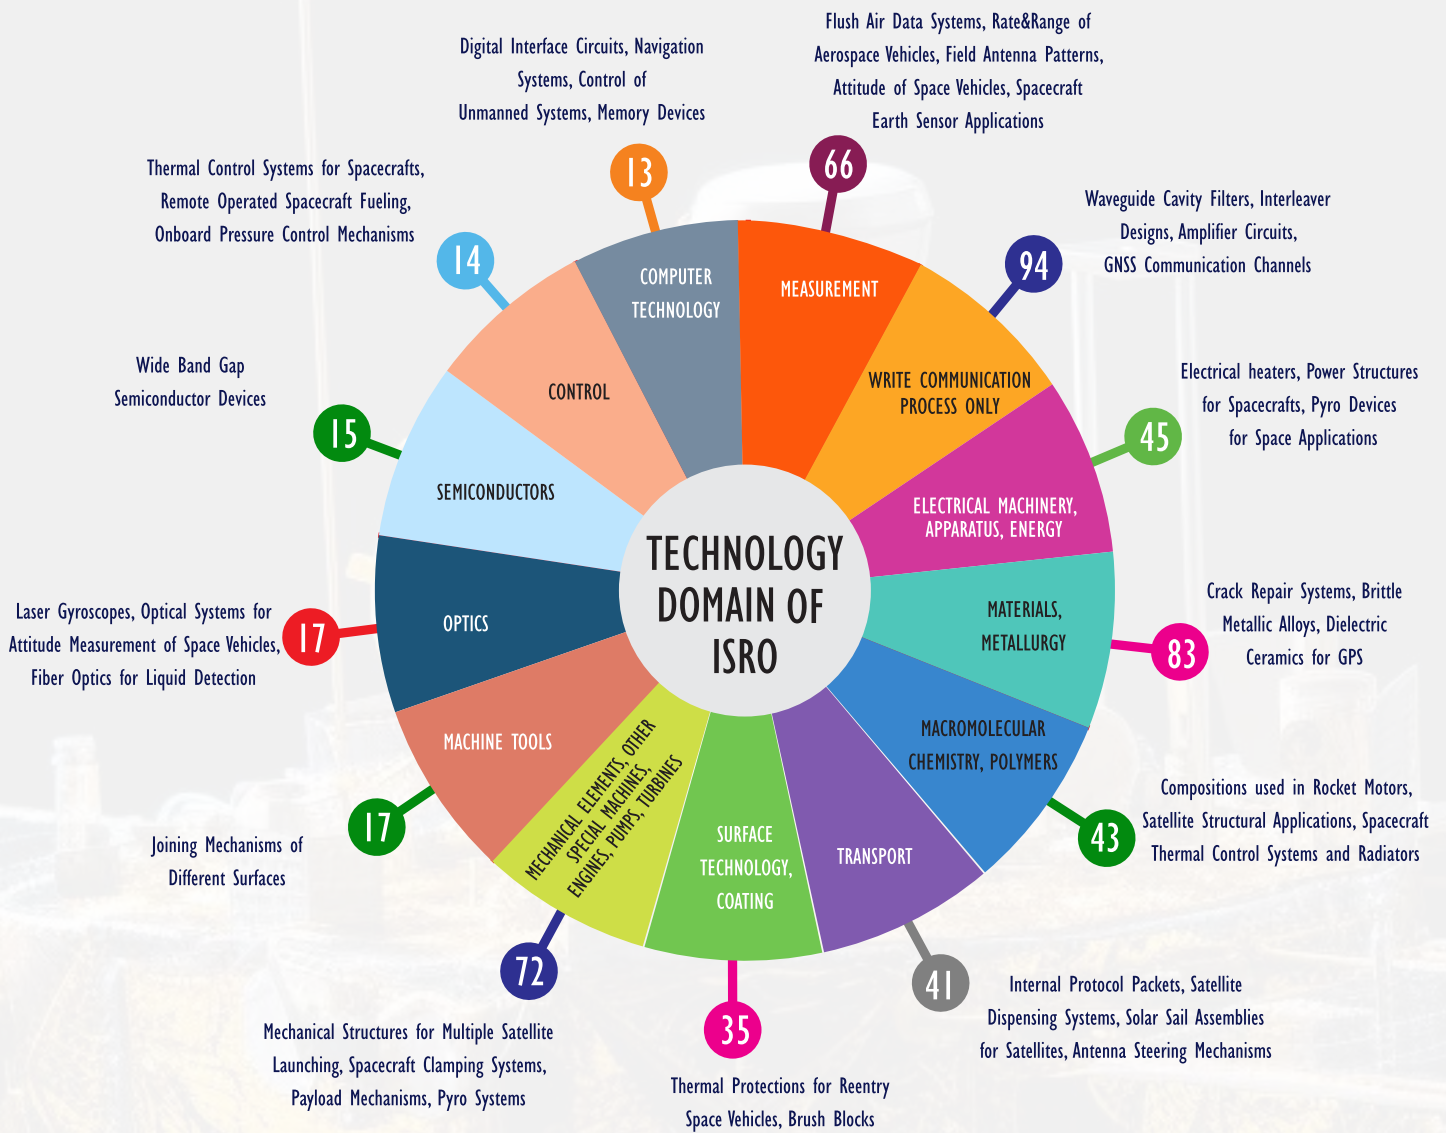 Flush Air Data Systems, Rate&Range of
Aerospace Vehicles, Field Antenna Patterns,
Attitude of Space Vehicles, Spacecraft
Earth Sensor Applications
66
MEASUREMENT
Waveguide Cavity Filters, Interleaver
Designs, Amplifier Circuits,
GNSS Communication Channels
94
WRITE COMMUNICATION
PROCESS ONLY
Electrical heaters, Power Structures
for Spacecrafts, Pyro Devices
for Space Applications
45
ELECTRICAL MACHINERY,
APPARATUS, ENERGY
Crack Repair Systems, Brittle
Metallic Alloys, Dielectric
Ceramics for GPS
83
MATERIALS,
METALLURGY
Compositions used in Rocket Motors,
Satellite Structural Applications, Spacecraft
Thermal Control Systems and Radiators
43
MACROMOLECULAR
CHEMISTRY, POLYMERS
Internal Protocol Packets, Satellite
Dispensing Systems, Solar Sail Assemblies
for Satellites, Antenna Steering Mechanisms
41
TRANSPORT
Thermal Protections for Reentry
Space Vehicles, Brush Blocks
35
SURFACE
TECHNOLOGY,
COATING
Mechanical Structures for Multiple Satellite
Launching, Spacecraft Clamping Systems,
Payload Mechanisms, Pyro Systems
72
MECHANICAL ELEMENTS, OTHER
SPECIAL MACHINES,
ENGINES, PUMPS, TURBINES
Joining Mechanisms of
Different Surfaces
17
MACHINE TOOLS
Laser Gyroscopes, Optical Systems for
Attitude Measurement of Space Vehicles,
Fiber Optics for Liquid Detection
17
OPTICS
Wide Band Gap
Semiconductor Devices
15
SEMICONDUCTORS
Thermal Control Systems for Spacecrafts,
Remote Operated Spacecraft Fueling,
Onboard Pressure Control Mechanisms
14
CONTROL
Digital Interface Circuits, Navigation
Systems, Control of
Unmanned Systems, Memory Devices
13
COMPUTER
TECHNOLOGY
TECHNOLOGY
DOMAIN OF
ISRO